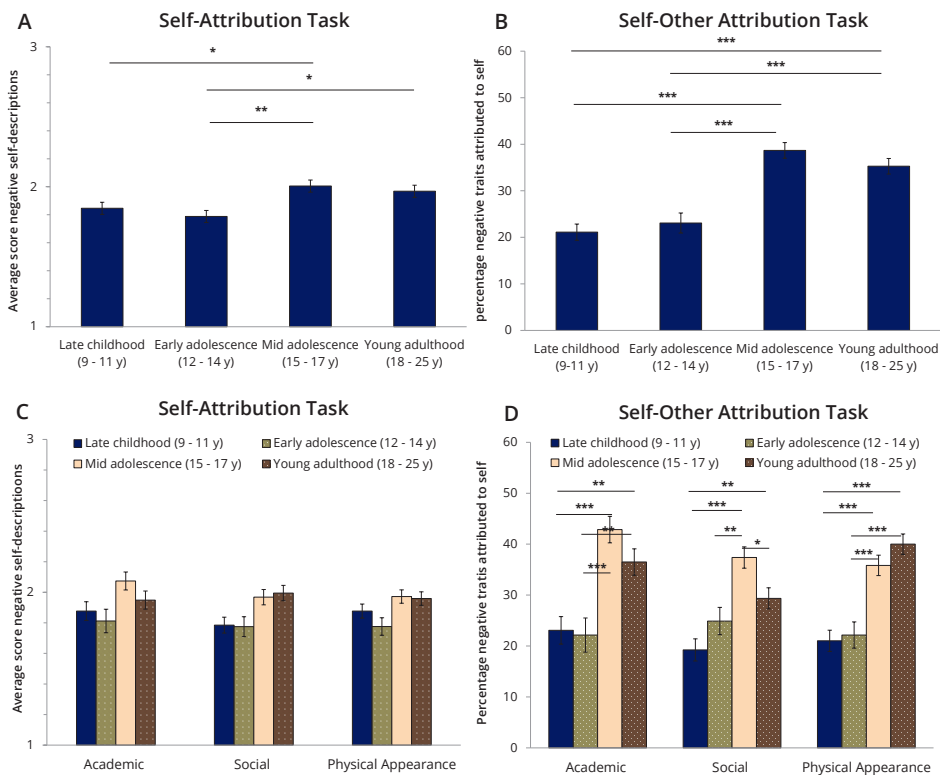 A
Self-Attribution Task
Average score negative self-descriptions
3
2
1
*
*
**
Late childhood
(9 - 11 y)
Early adolescence
(12 - 14 y)
Mid adolescence
(15 - 17 y)
Young adulthood
(18 - 25 y)
B
Self-Other Attribution Task
percentage negative traits attributed to self
60
50
40
30
20
10
0
***
***
***
***
Late childhood
(9-11 y)
Early adolescence
(12 - 14 y)
Mid adolescence
(15 - 17 y)
Young adulthood
(18 - 25 y)
C
Self-Attribution Task
Average score negative self-descriptioons
3
2
1
Late childhood (9 - 11 y)
Early adolescence (12 - 14 y)
Mid adolescence (15 - 17 y)
Young adulthood (18 - 25 y)
Academic
Social
Physical Appearance
D
Self-Other Attribution Task
Percentage negative tratis attributed to self
60
50
40
30
20
10
0
Late childhood (9 - 11 y)
Early adolescence (12 - 14 y)
Mid adolescence (15 - 17 y)
Young adulthood (18 - 25 y)
**
***
**
***
**
***
**
*
***
***
***
***
Academic
Social
Physical Appearance